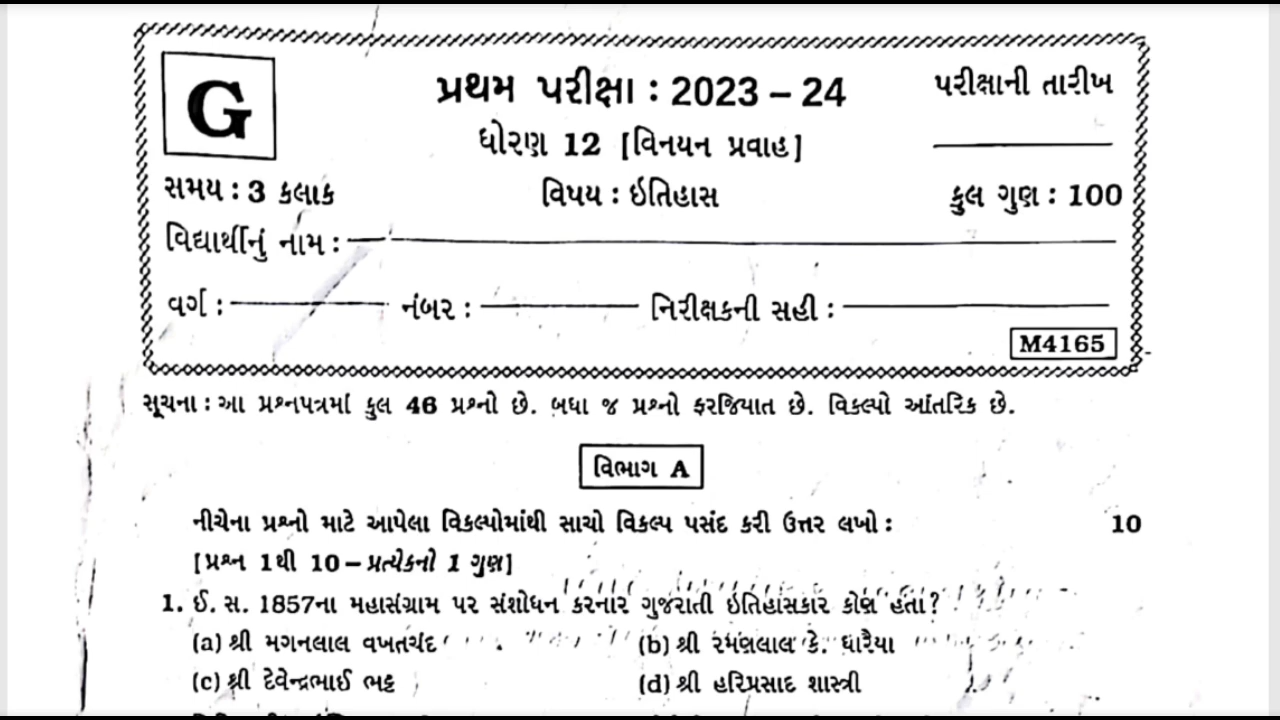 G
પ્રથમ પરીક્ષા : 2023 – 24
પરીક્ષાની તારીખ
ધોરણ 12 [વિનયન પ્રવાહ]
સમય : 3 કલાક
વિષય : ઇતિહાસ
કુલ ગુણ : 100
વિદ્યાર્થીનું નામ :
વર્ગ : નંબર : નિરીક્ષકની સહી :
M4165
સૂચના : આ પ્રશ્નપત્રમાં કુલ 46 પ્રશ્નો છે. બધા જ પ્રશ્નો ફરજિયાત છે. વિકલ્પો આંતરિક છે.
વિભાગ A
નીચેના પ્રશ્નો માટે આપેલા વિકલ્પોમાંથી સાચો વિકલ્પ પસંદ કરી ઉત્તર લખો : 10
[પ્રશ્ન 1થી 10 – પ્રત્યેકનો 1 ગુણ]
1. ઈ. સ. 1857ના મહાસંગ્રામ પર સંશોધન કરનાર ગુજરાતી ઇતિહાસકાર કોણ હતા?
(a) શ્રી મગનલાલ વખતચંદ (b) શ્રી રમણલાલ કે. ધારૈયા
(c) શ્રી દેવેન્દ્રભાઈ ભટ્ટ (d) શ્રી હરિપ્રસાદ શાસ્ત્રી